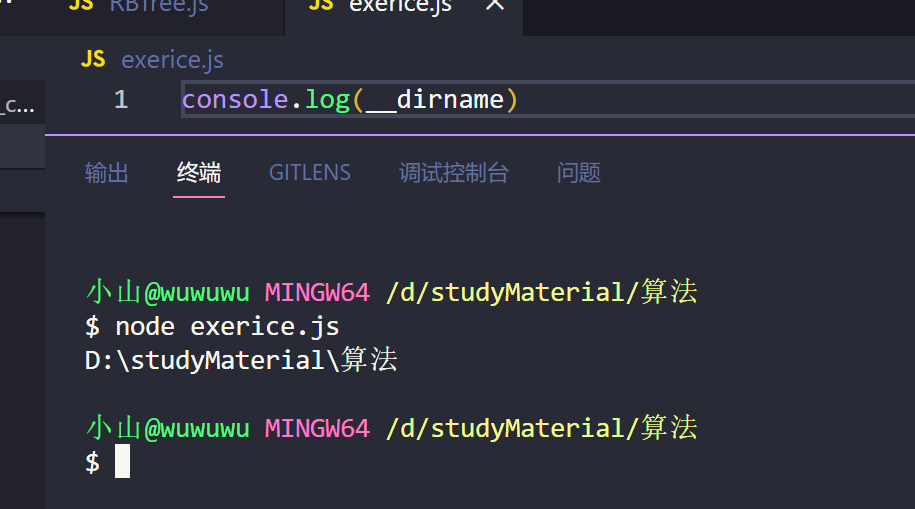 JS RBTree.js JS exerice.js ×
JS exerice.js
_c...
1 console.log(__dirname)
输出 终端 GITLENS 调试控制台 问题
小山@wuwuwu MINGW64 /d/studyMaterial/算法
$ node exerice.js
D:\studyMaterial\算法
小山@wuwuwu MINGW64 /d/studyMaterial/算法
$